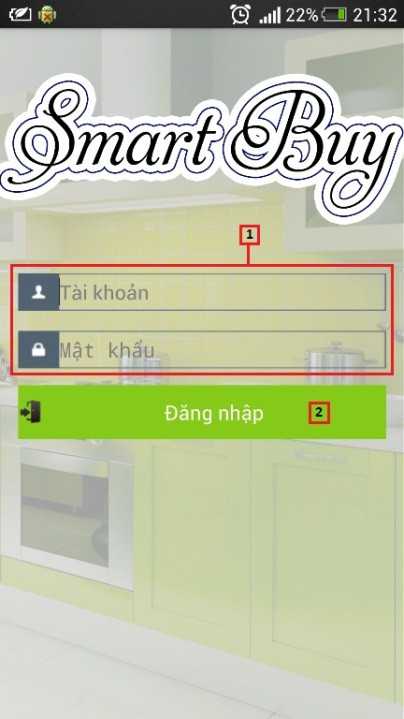 22% 21:32
Smart Buy
1
Tài khoản
Mật khẩu
Đăng nhập 2